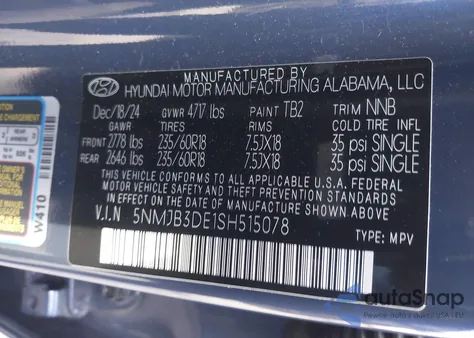 MANUFACTURED BY
HYUNDAI MOTOR MANUFACTURING ALABAMA, LLC
Dec/18/24 GVWR 4717 lbs PAINT TB2 TRIM NNB
GAWR TIRES RIMS COLD TIRE INFL
FRONT 2778 lbs 235/60R18 7.5JX18 35 psi SINGLE
REAR 2646 lbs 235/60R18 7.5JX18 35 psi SINGLE
THIS VEHICLE CONFORMS TO ALL APPLICABLE U.S.A. FEDERAL
MOTOR VEHICLE SAFETY, BUMPER, AND THEFT PREVENTION STANDARDS
IN EFFECT ON THE DATE OF MANUFACTURE SHOWN ABOVE.
V.I.N 5NMJB3DE1SH515078
TYPE: MPV
W410
autoSnap